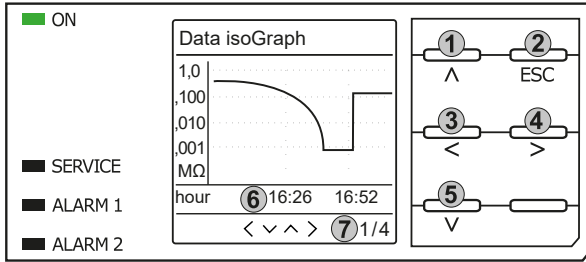 ON
SERVICE
ALARM 1
ALARM 2
Data isoGraph
1,0
,100
,010
,001
MΩ
hour 6 16:26 16:52
< ∨ ∧ > 7 1/4
1 2
∧ ESC
3 4
< >
5
∨